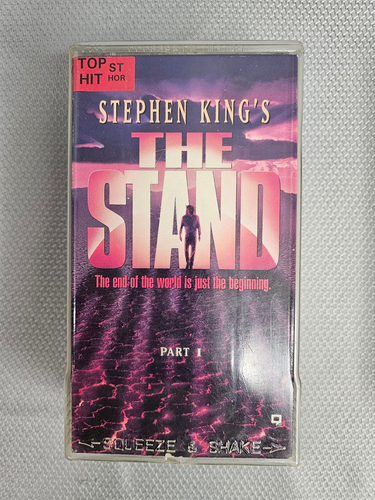 TOP ST
HIT HOR
STEPHEN KING'S
THE
STAND
The end of the world is just the beginning.
PART I
<-SQUEEZE & SHAKE->